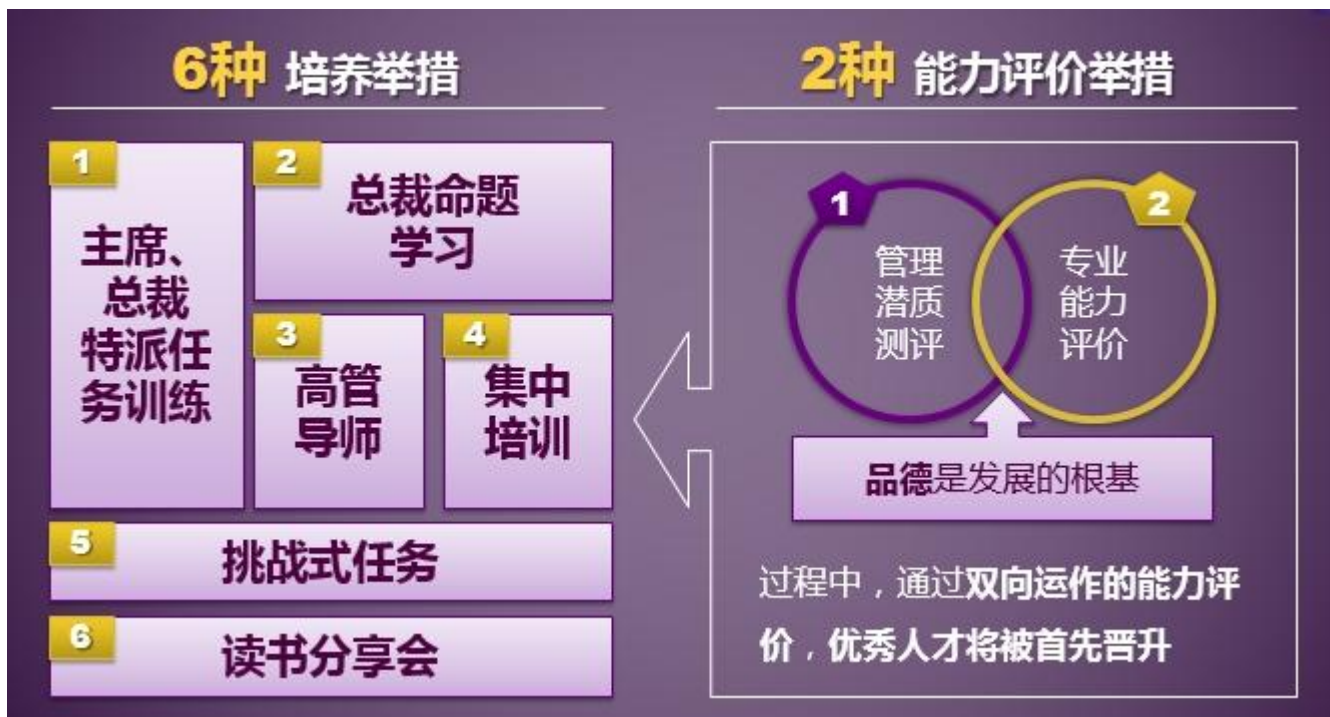 6种 培养举措
1
主席、
总裁
特派任
务训练
2
总裁命题
学习
3
高管
导师
4
集中
培训
5
挑战式任务
6
读书分享会
2种 能力评价举措
1
管理
潜质
测评
2
专业
能力
评价
品德是发展的根基
过程中，通过双向运作的能力评
价，优秀人才将被首先晋升